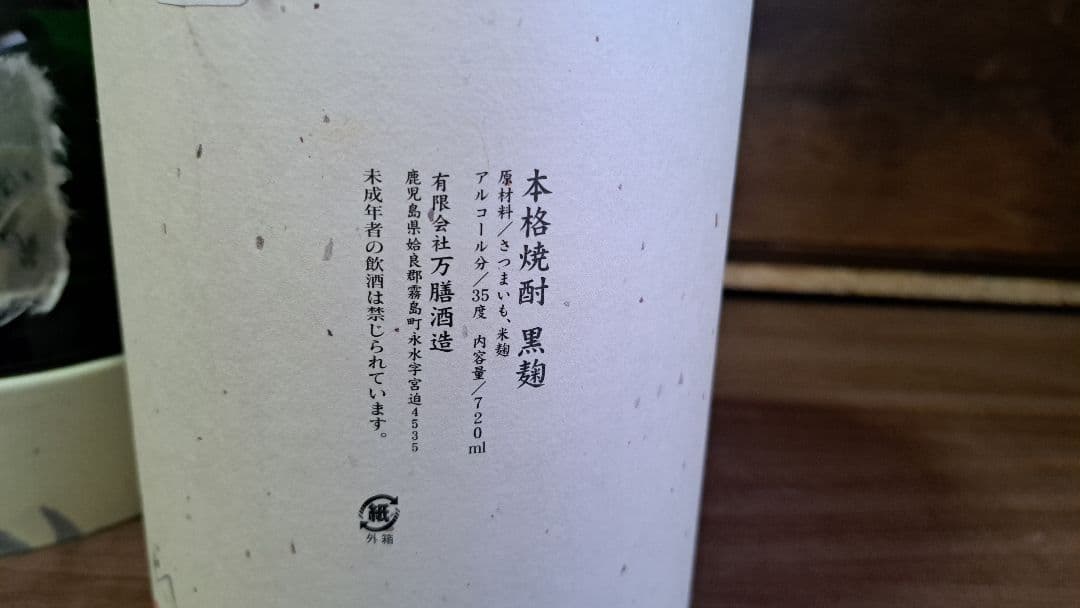 本格焼酎 黒麹
原材料／さつまいも、米麹
アルコール分／35度 内容量／720ml
有限会社万膳酒造
鹿児島県姶良郡霧島町永水字宮迫4535
未成年者の飲酒は禁じられています。
紙
外箱